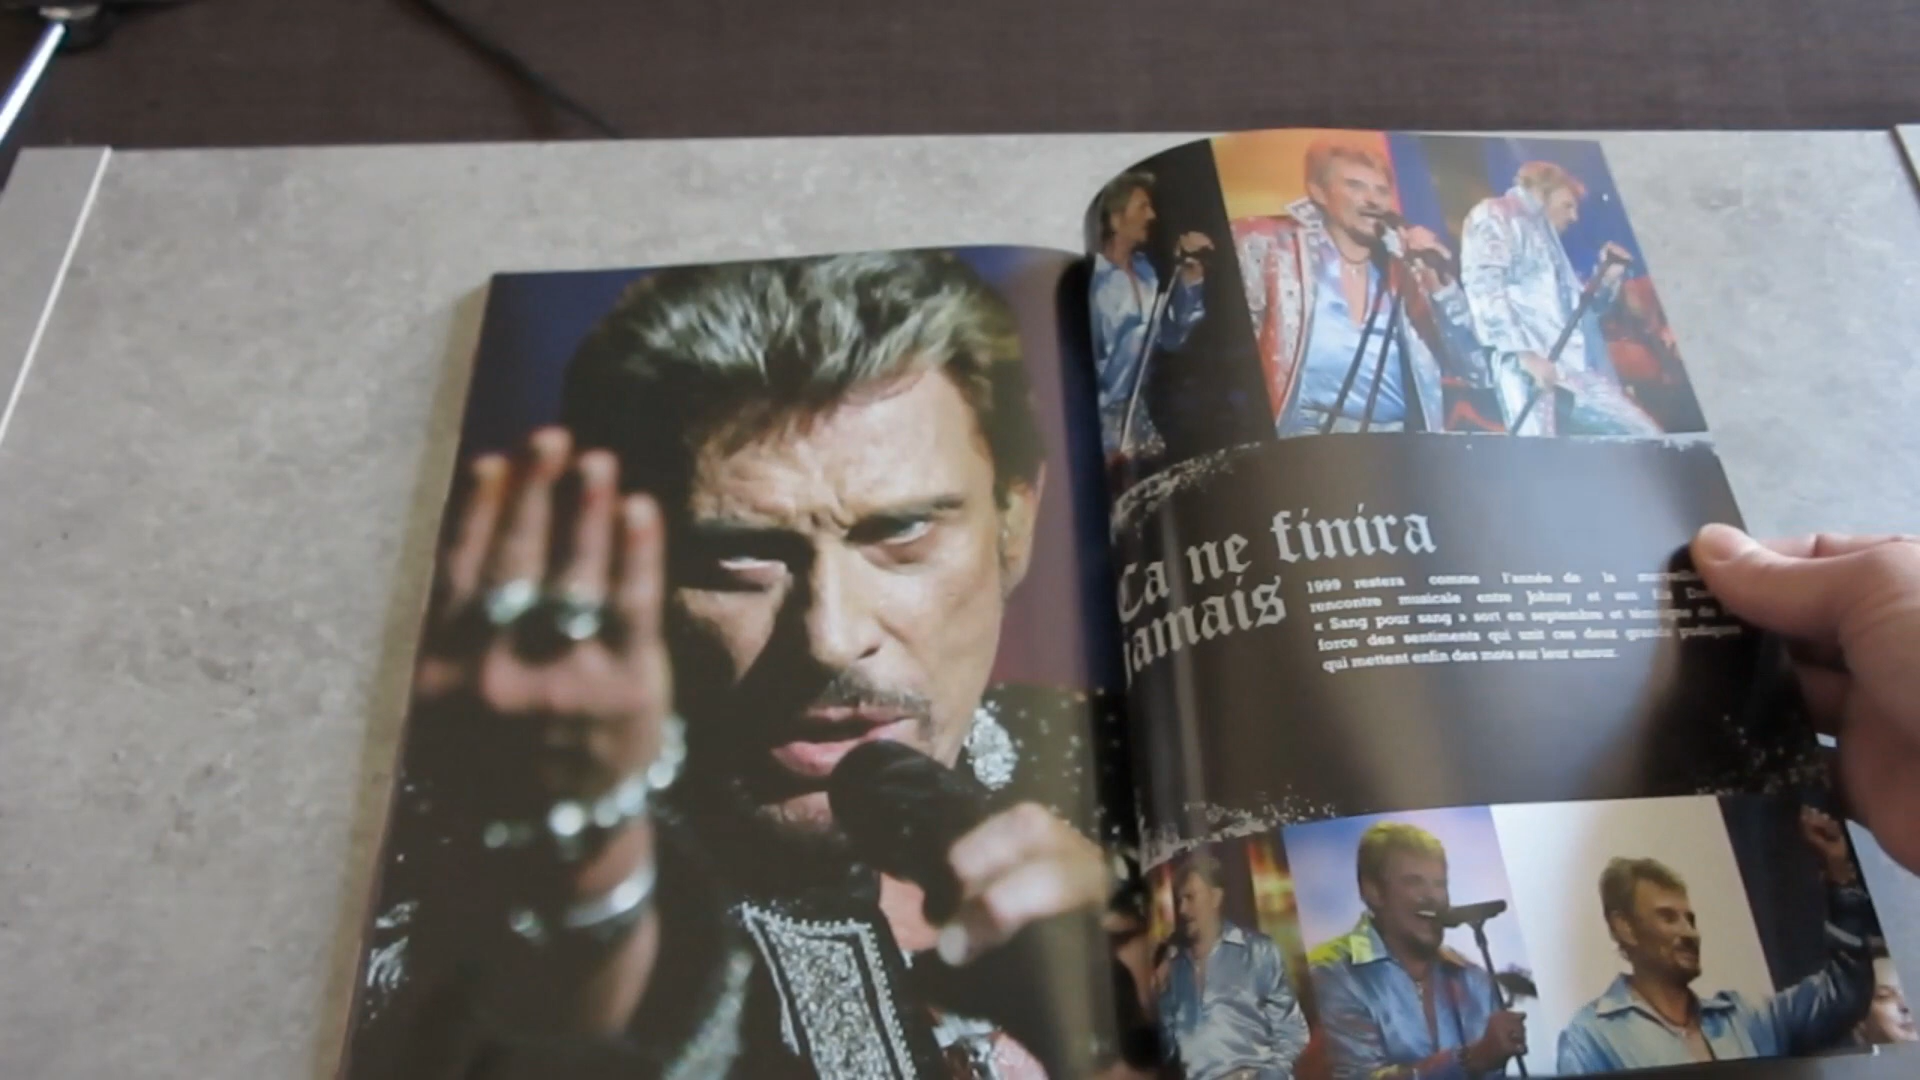 Ca ne finira
jamais
1999 restera comme l'année de la
rencontre musicale entre Johnny et son fils
« Sang pour sang » sort en septembre et témoigne de
force des sentiments qui unit ces deux grands
qui mettent enfin des mots sur leur amour.